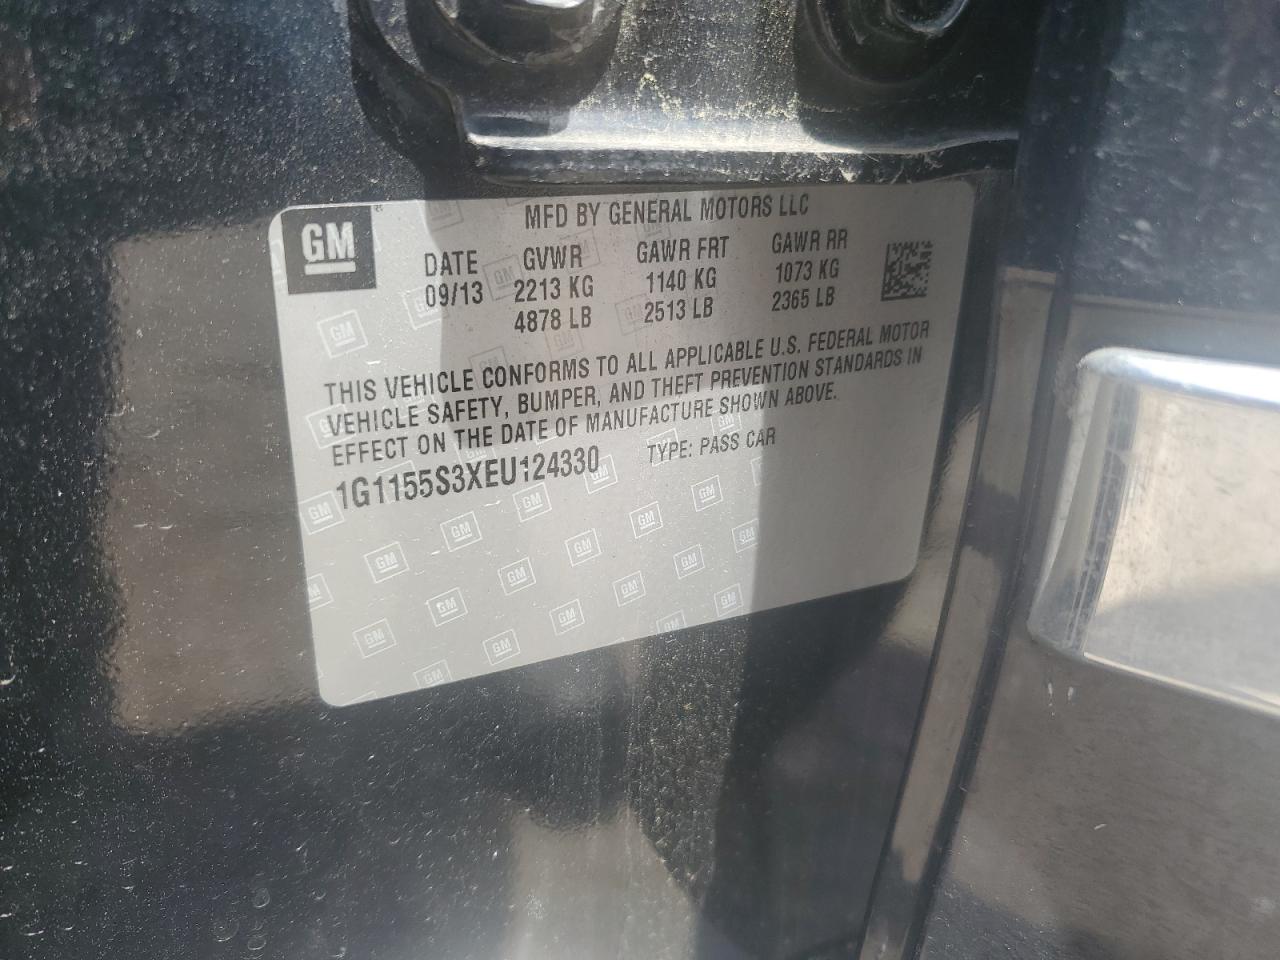 GM
MFD BY GENERAL MOTORS LLC
DATE GVWR GAWR FRT GAWR RR
09/13 2213 KG 1140 KG 1073 KG
4878 LB 2513 LB 2365 LB
THIS VEHICLE CONFORMS TO ALL APPLICABLE U.S. FEDERAL MOTOR
VEHICLE SAFETY, BUMPER, AND THEFT PREVENTION STANDARDS IN
EFFECT ON THE DATE OF MANUFACTURE SHOWN ABOVE.
1G1155S3XEU124330 TYPE: PASS CAR